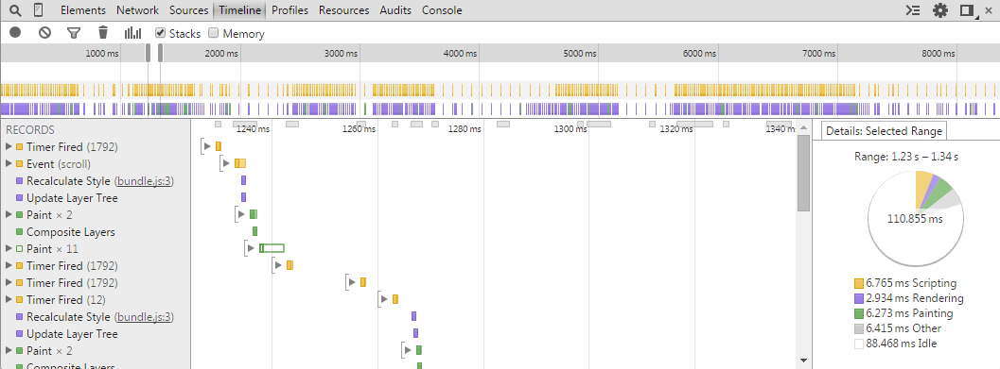 Elements Network Sources Timeline Profiles Resources Audits Console
Stacks Memory
1000 ms 2000 ms 3000 ms 4000 ms 5000 ms 6000 ms 7000 ms 8000 ms
RECORDS 1240 ms 1260 ms 1280 ms 1300 ms 1320 ms 1340 ms
Details: Selected Range
Timer Fired (1792)
Event (scroll)
Recalculate Style (bundle.js:3)
Update Layer Tree
Paint × 2
Composite Layers
Paint × 11
Timer Fired (1792)
Timer Fired (1792)
Timer Fired (12)
Recalculate Style (bundle.js:3)
Update Layer Tree
Paint × 2
Composite Layers
Range: 1.23 s – 1.34 s
110.855 ms
6.765 ms Scripting
2.934 ms Rendering
6.273 ms Painting
6.415 ms Other
88.468 ms Idle